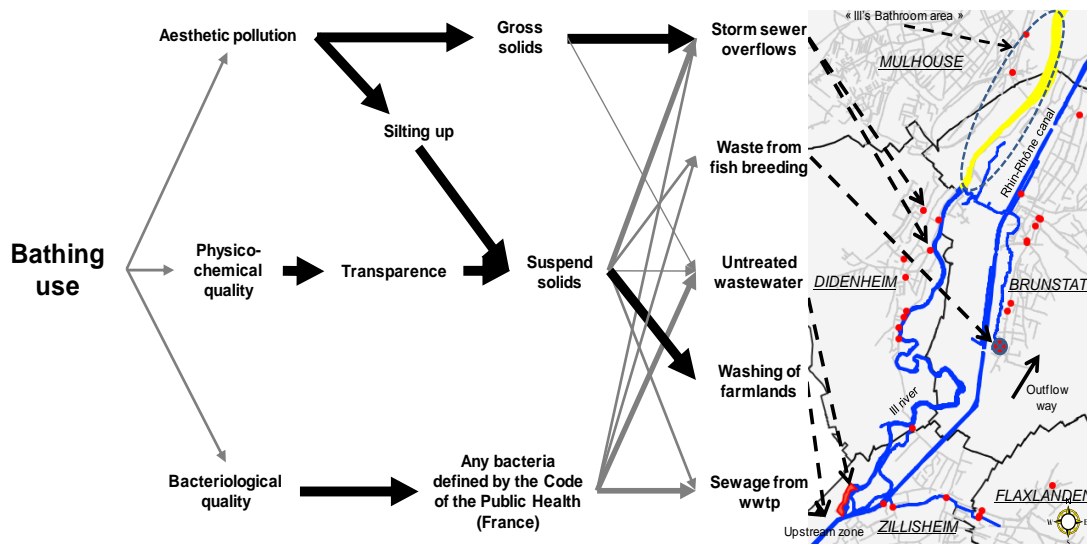 Bathing
use
Aesthetic pollution
Physico-
chemical
quality
Bacteriological
quality
Silting up
Transparence
Gross
solids
Suspend
solids
Any bacteria
defined by the Code
of the Public Health
(France)
Storm sewer
overflows
Waste from
fish breeding
Untreated
wastewater
Washing of
farmlands
Sewage from
wwtp
« Ill's Bathroom area »
MULHOUSE
Rhin-Rhône canal
DIDENHEIM
BRUNSTAT
Ill river
Outflow
way
FLAXLANDEN
ZILLISHEIM
Upstream zone
N
W
E
S